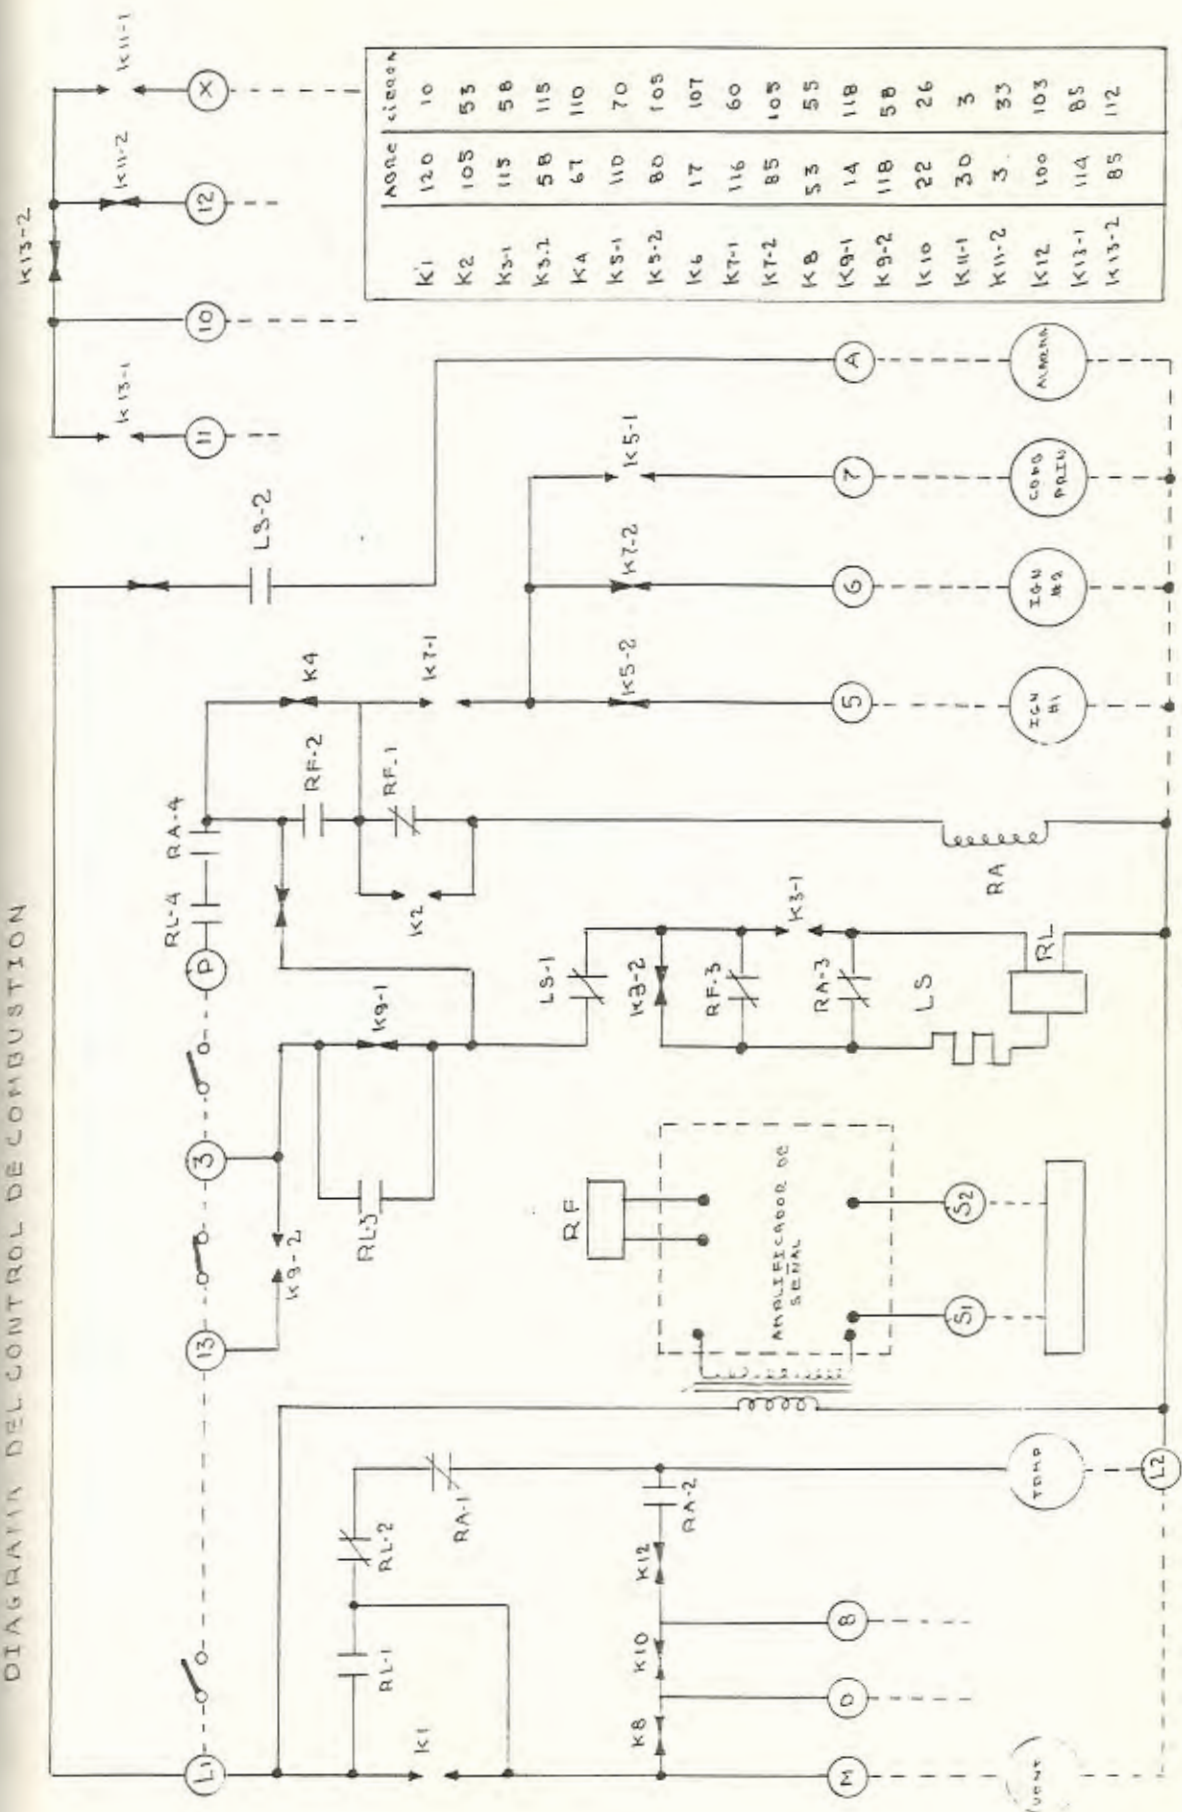 DIAGRAMA DEL CONTROL DE COMBUSTION
L1
13
3
P
RL-4
RA-4
K9-2
K9-1
RL-3
RL-1
RL-2
RA-1
K1
K8
K10
K12
RA-2
M
D
8
VENT
L2
RF
AMPLIFICADOR DE
SEÑAL
S1
S2
LS-1
K3-2
RF-3
RA-3
K3-1
LS
RL
RA
RF-2
RF-1
K2
K4
K7-1
K5-2
K7-2
K5-1
5
6
7
A
IGN
#1
IGN
#2
COMB
PRIN
ALARMA
LS-2
K13-1
K13-2
K11-2
K11-1
11
10
12
X
ABRE CIERRA
K1 120 10
K2 105 53
K3-1 115 58
K3-2 58 115
K4 67 110
K5-1 110 70
K5-2 80 105
K6 17 107
K7-1 116 60
K7-2 85 105
K8 53 55
K9-1 14 118
K9-2 118 58
K10 22 26
K11-1 30 3
K11-2 3 33
K12 100 103
K13-1 114 85
K13-2 85 112